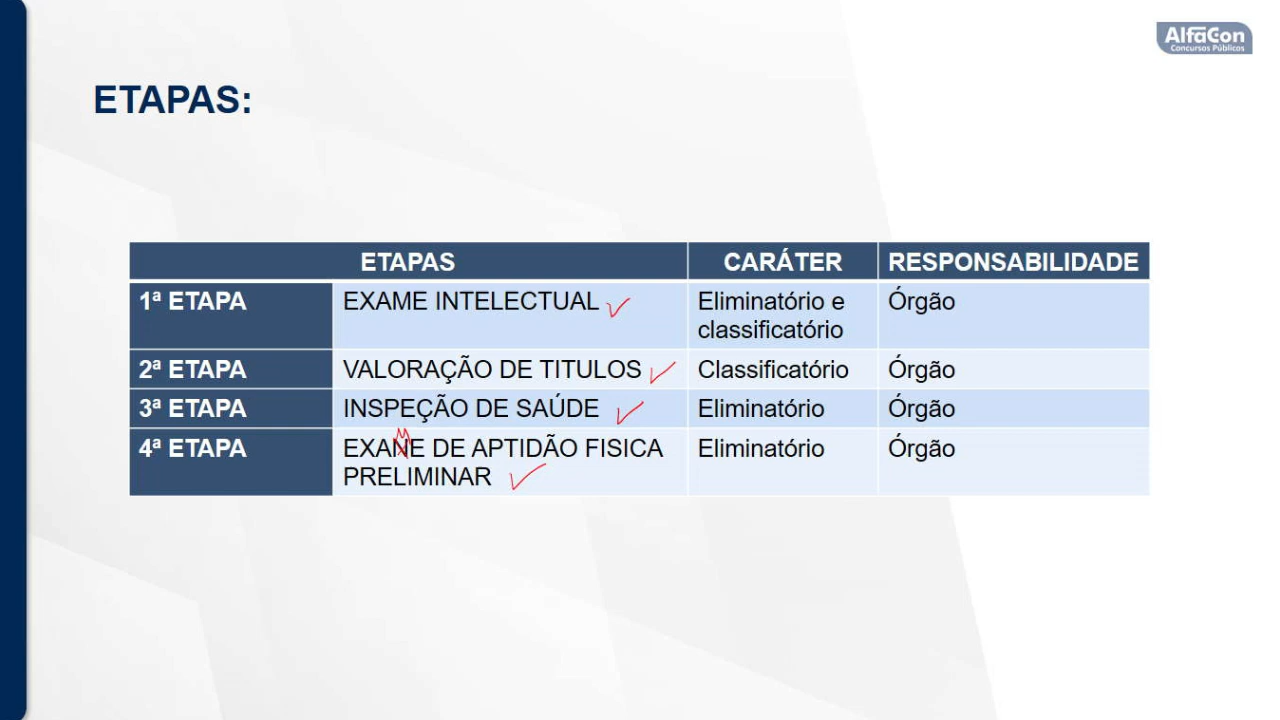 AlfaCon
Concursos Públicos
ETAPAS:
ETAPAS CARÁTER RESPONSABILIDADE
1ª ETAPA EXAME INTELECTUAL Eliminatório e Órgão
classificatório
2ª ETAPA VALORAÇÃO DE TITULOS Classificatório Órgão
3ª ETAPA INSPEÇÃO DE SAÚDE Eliminatório Órgão
4ª ETAPA EXANE DE APTIDÃO FISICA Eliminatório Órgão
PRELIMINAR